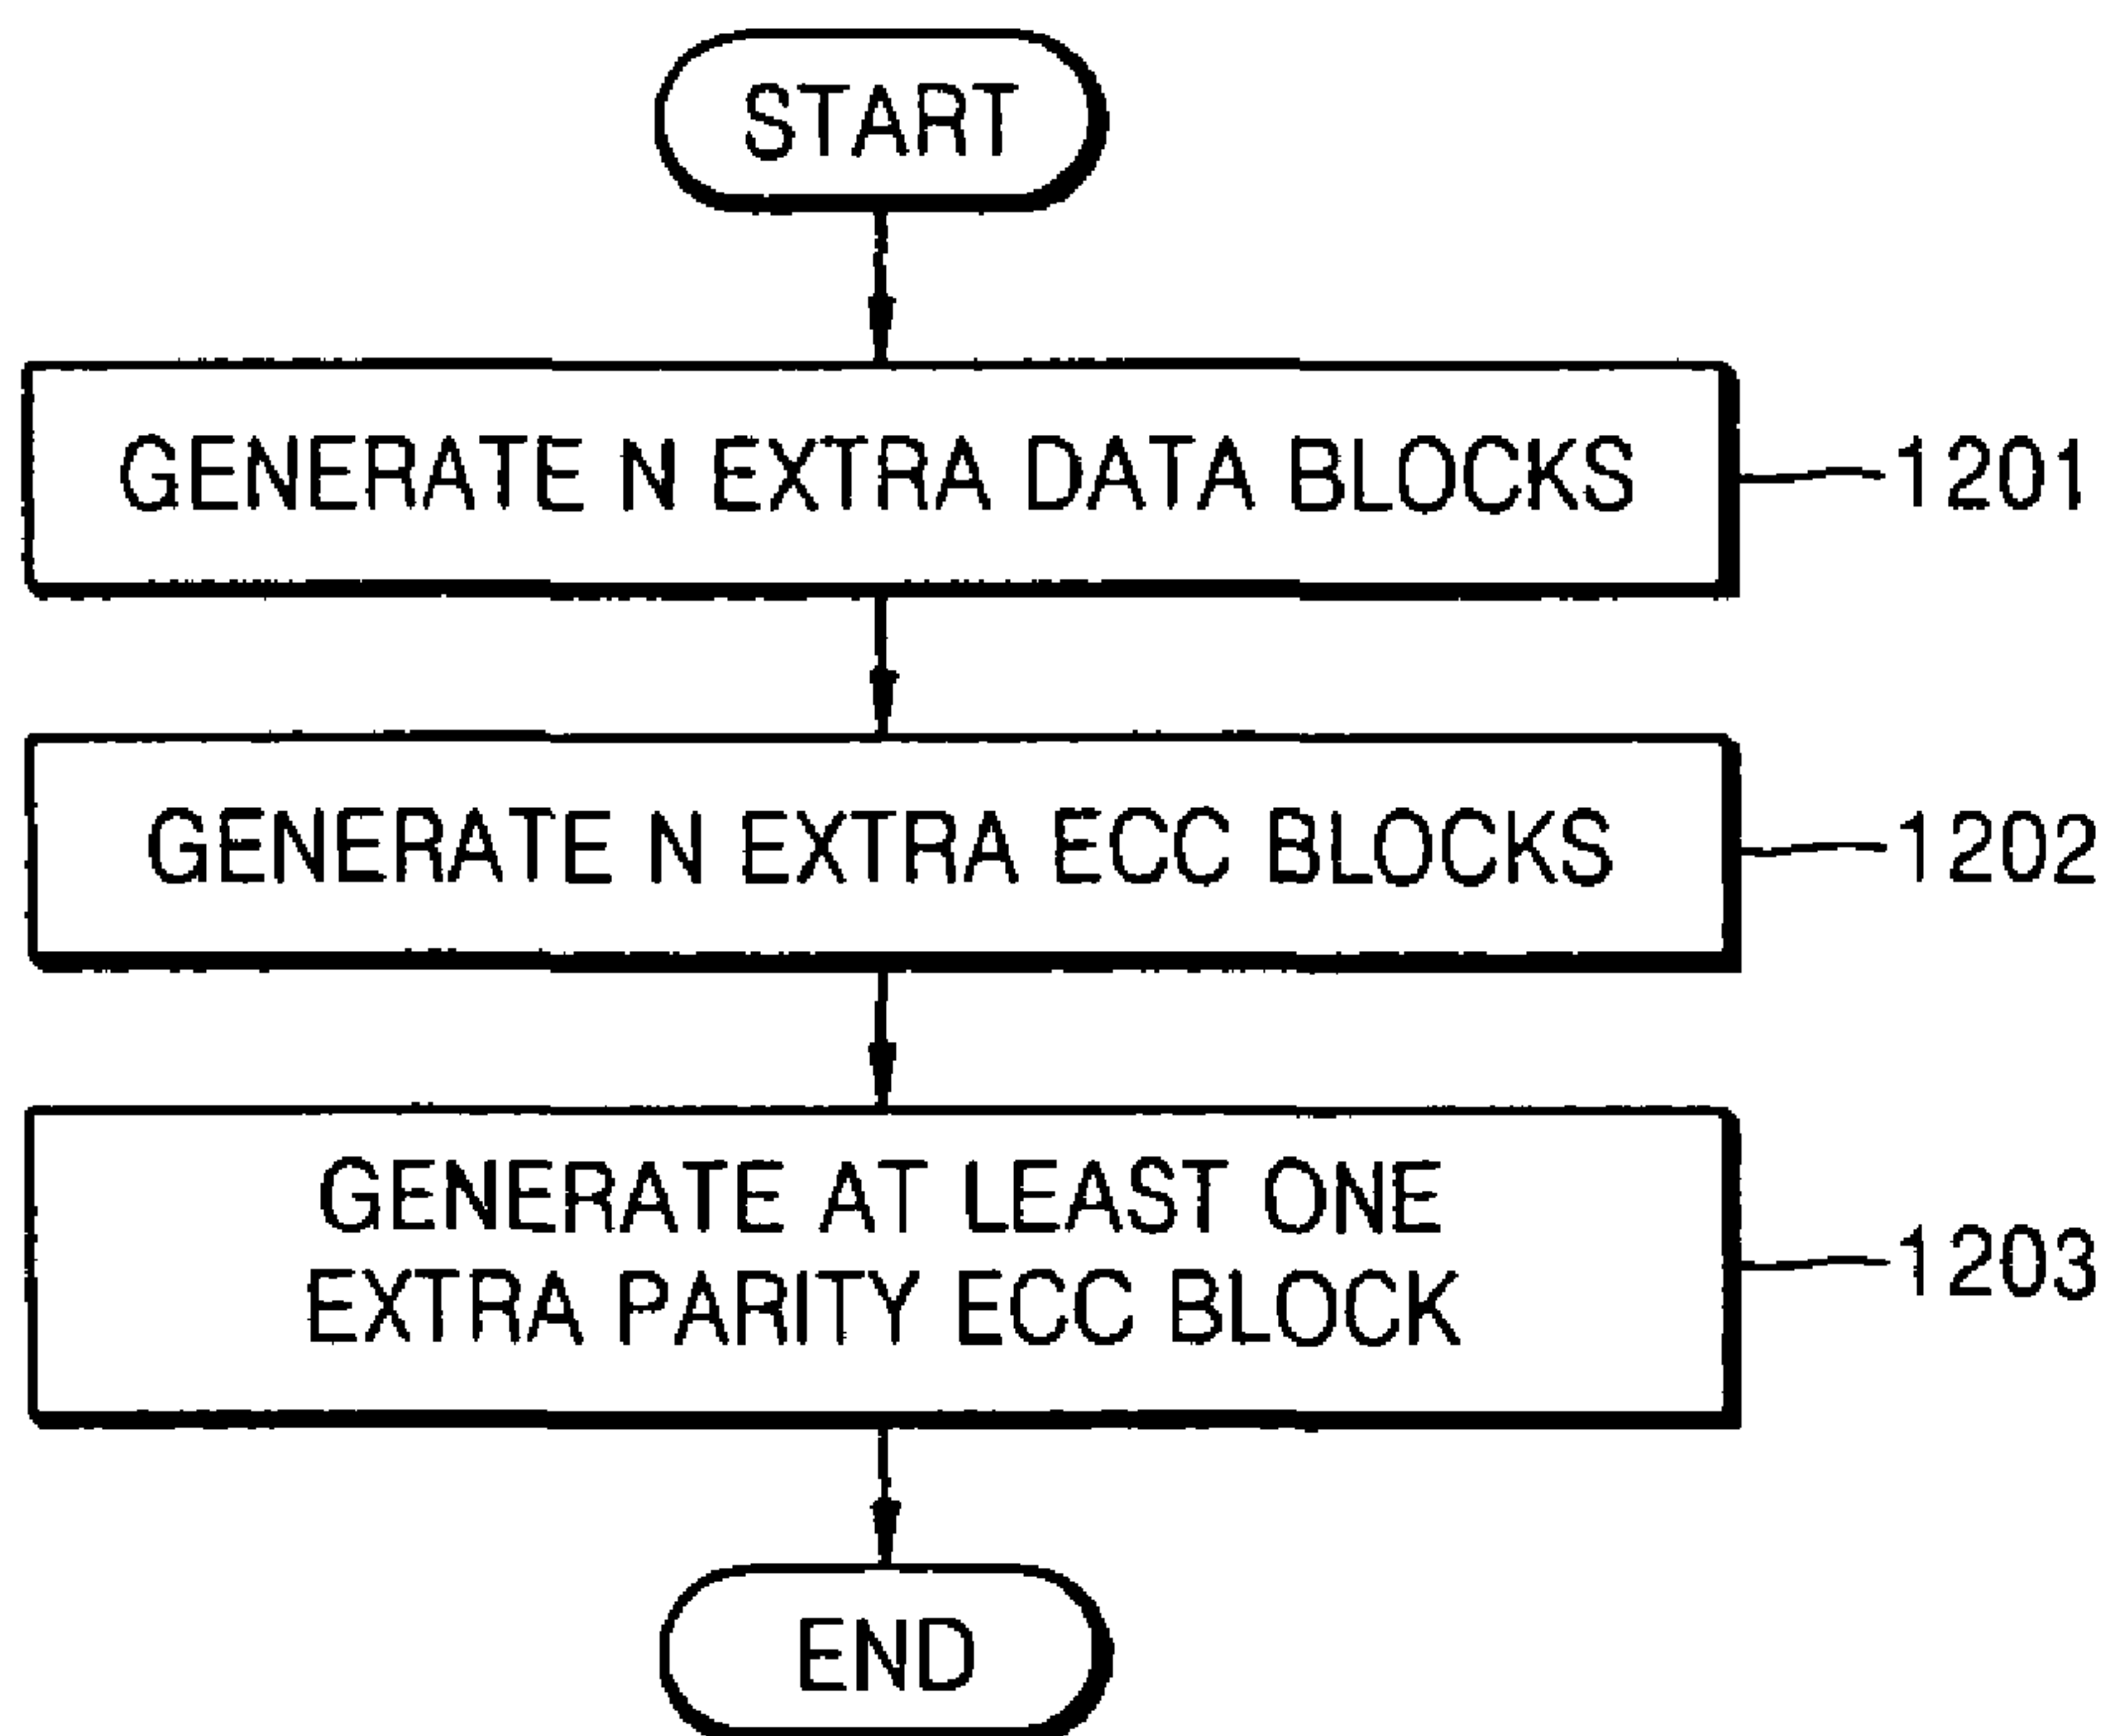 START
GENERATE N EXTRA DATA BLOCKS
1201
GENERATE N EXTRA ECC BLOCKS
1202
GENERATE AT LEAST ONE
EXTRA PARITY ECC BLOCK
1203
END